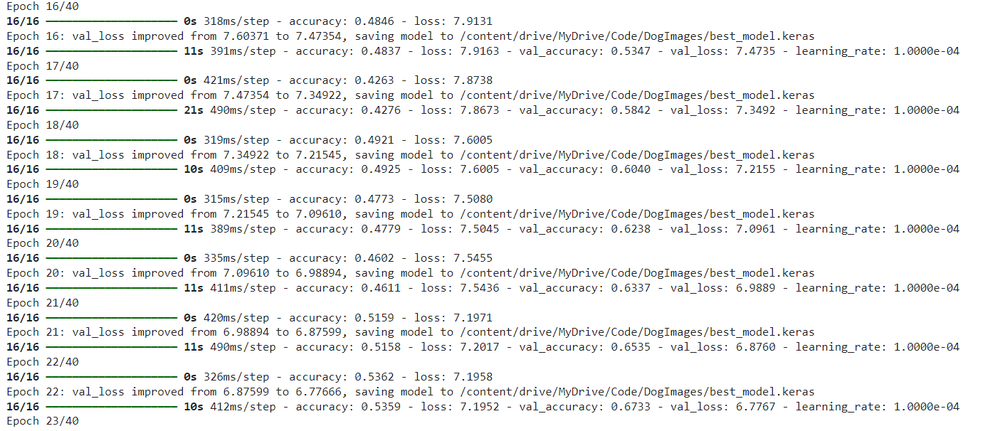 Epoch 16/40
16/16 ━━━━━━━━━━━━━━━━━━━━ 0s 318ms/step - accuracy: 0.4846 - loss: 7.9131
Epoch 16: val_loss improved from 7.60371 to 7.47354, saving model to /content/drive/MyDrive/Code/DogImages/best_model.keras
16/16 ━━━━━━━━━━━━━━━━━━━━ 11s 391ms/step - accuracy: 0.4837 - loss: 7.9163 - val_accuracy: 0.5347 - val_loss: 7.4735 - learning_rate: 1.0000e-04
Epoch 17/40
16/16 ━━━━━━━━━━━━━━━━━━━━ 0s 421ms/step - accuracy: 0.4263 - loss: 7.8738
Epoch 17: val_loss improved from 7.47354 to 7.34922, saving model to /content/drive/MyDrive/Code/DogImages/best_model.keras
16/16 ━━━━━━━━━━━━━━━━━━━━ 21s 490ms/step - accuracy: 0.4276 - loss: 7.8673 - val_accuracy: 0.5842 - val_loss: 7.3492 - learning_rate: 1.0000e-04
Epoch 18/40
16/16 ━━━━━━━━━━━━━━━━━━━━ 0s 319ms/step - accuracy: 0.4921 - loss: 7.6005
Epoch 18: val_loss improved from 7.34922 to 7.21545, saving model to /content/drive/MyDrive/Code/DogImages/best_model.keras
16/16 ━━━━━━━━━━━━━━━━━━━━ 10s 409ms/step - accuracy: 0.4925 - loss: 7.6005 - val_accuracy: 0.6040 - val_loss: 7.2155 - learning_rate: 1.0000e-04
Epoch 19/40
16/16 ━━━━━━━━━━━━━━━━━━━━ 0s 315ms/step - accuracy: 0.4773 - loss: 7.5080
Epoch 19: val_loss improved from 7.21545 to 7.09610, saving model to /content/drive/MyDrive/Code/DogImages/best_model.keras
16/16 ━━━━━━━━━━━━━━━━━━━━ 11s 389ms/step - accuracy: 0.4779 - loss: 7.5045 - val_accuracy: 0.6238 - val_loss: 7.0961 - learning_rate: 1.0000e-04
Epoch 20/40
16/16 ━━━━━━━━━━━━━━━━━━━━ 0s 335ms/step - accuracy: 0.4602 - loss: 7.5455
Epoch 20: val_loss improved from 7.09610 to 6.98894, saving model to /content/drive/MyDrive/Code/DogImages/best_model.keras
16/16 ━━━━━━━━━━━━━━━━━━━━ 11s 411ms/step - accuracy: 0.4611 - loss: 7.5436 - val_accuracy: 0.6337 - val_loss: 6.9889 - learning_rate: 1.0000e-04
Epoch 21/40
16/16 ━━━━━━━━━━━━━━━━━━━━ 0s 420ms/step - accuracy: 0.5159 - loss: 7.1971
Epoch 21: val_loss improved from 6.98894 to 6.87599, saving model to /content/drive/MyDrive/Code/DogImages/best_model.keras
16/16 ━━━━━━━━━━━━━━━━━━━━ 11s 490ms/step - accuracy: 0.5158 - loss: 7.2017 - val_accuracy: 0.6535 - val_loss: 6.8760 - learning_rate: 1.0000e-04
Epoch 22/40
16/16 ━━━━━━━━━━━━━━━━━━━━ 0s 326ms/step - accuracy: 0.5362 - loss: 7.1958
Epoch 22: val_loss improved from 6.87599 to 6.77666, saving model to /content/drive/MyDrive/Code/DogImages/best_model.keras
16/16 ━━━━━━━━━━━━━━━━━━━━ 10s 412ms/step - accuracy: 0.5359 - loss: 7.1952 - val_accuracy: 0.6733 - val_loss: 6.7767 - learning_rate: 1.0000e-04
Epoch 23/40